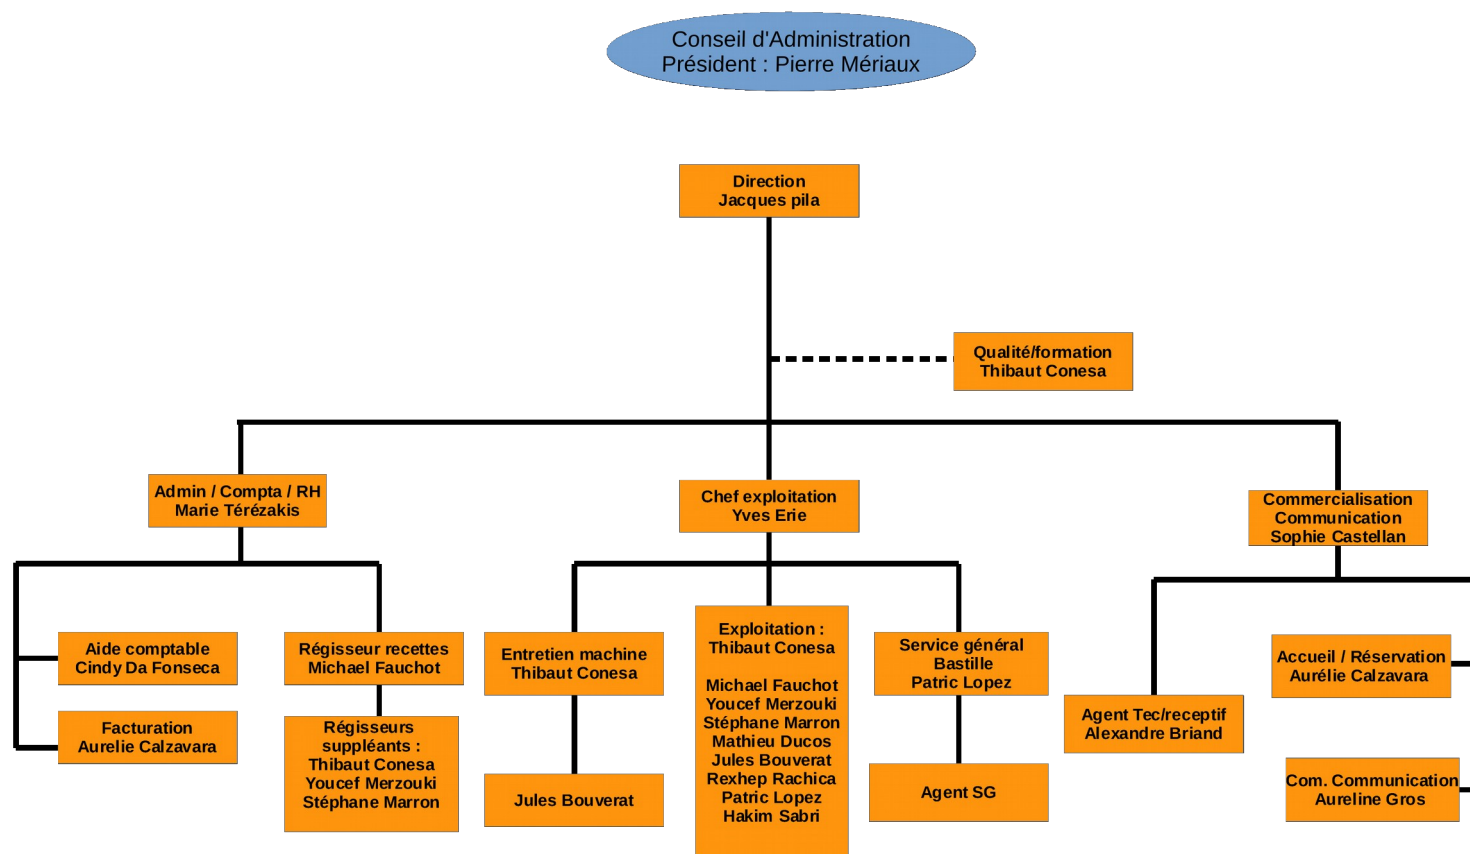 Conseil d'Administration
Président : Pierre Mériaux
Direction
Jacques pila
Qualité/formation
Thibaut Conesa
Admin / Compta / RH
Marie Térézakis
Chef exploitation
Yves Erie
Commercialisation
Communication
Sophie Castellan
Aide comptable
Cindy Da Fonseca
Facturation
Aurelie Calzavara
Régisseur recettes
Michael Fauchot
Régisseurs
suppléants :
Thibaut Conesa
Youcef Merzouki
Stéphane Marron
Entretien machine
Thibaut Conesa
Jules Bouverat
Exploitation :
Thibaut Conesa
Michael Fauchot
Youcef Merzouki
Stéphane Marron
Mathieu Ducos
Jules Bouverat
Rexhep Rachica
Patric Lopez
Hakim Sabri
Service général
Bastille
Patric Lopez
Agent SG
Agent Tec/receptif
Alexandre Briand
Accueil / Réservation
Aurélie Calzavara
Com. Communication
Aureline Gros